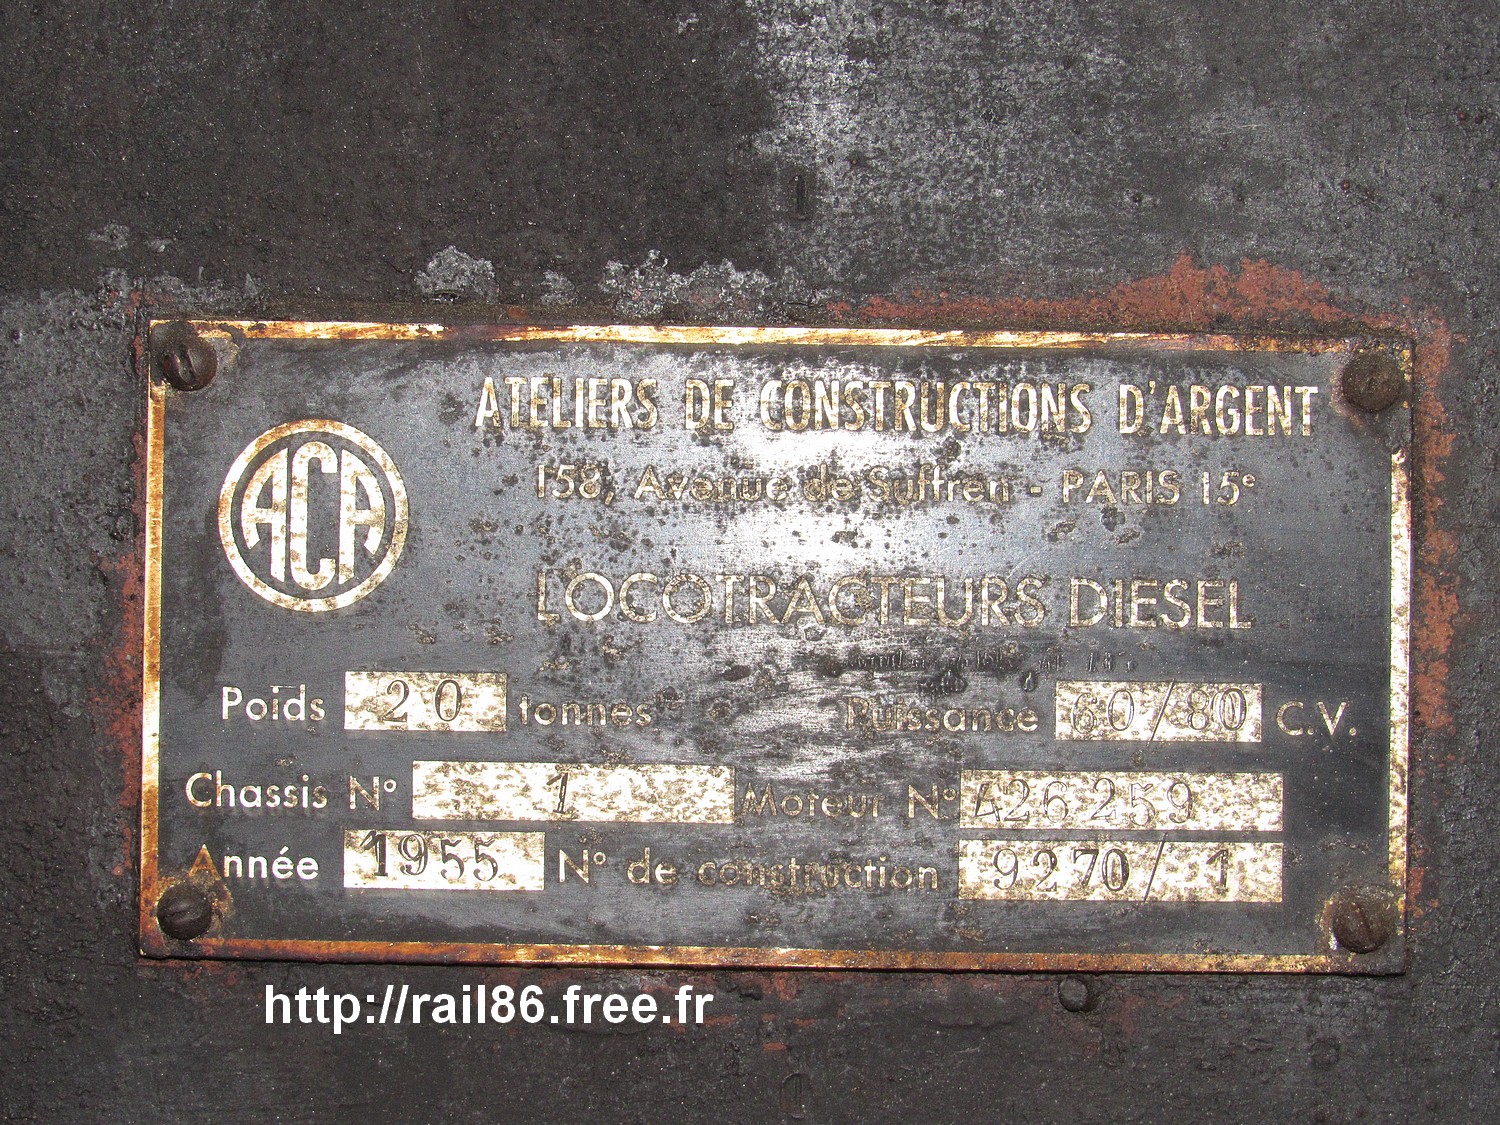 ATELIERS DE CONSTRUCTIONS D'ARGENT
158, Avenue de Suffren - PARIS 15e
ACA
LOCOTRACTEURS DIESEL
Poids 20 tonnes Puissance 60/80 C.V.
Chassis N° 1 Moteur N° 426259
Année 1955 N° de construction 9270/1
http://rail86.free.fr